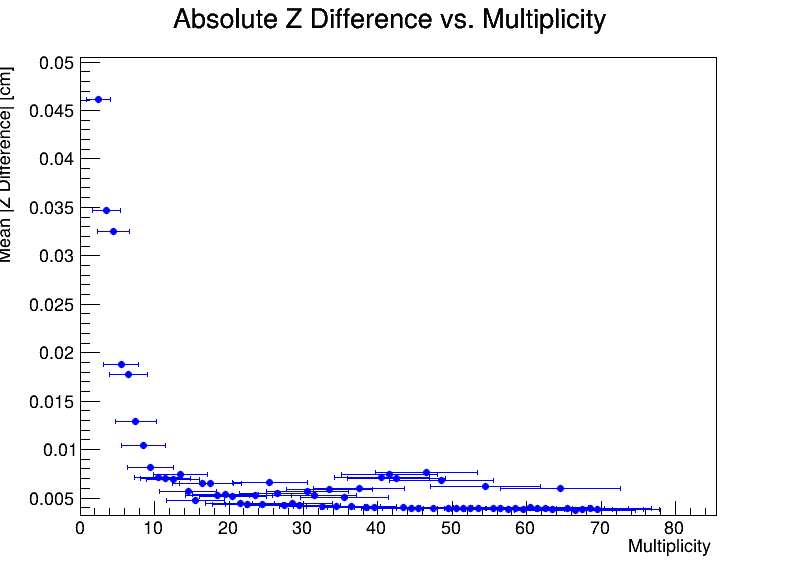 Absolute Z Difference vs. Multiplicity
Mean |Z Difference| [cm]
0.05
0.045
0.04
0.035
0.03
0.025
0.02
0.015
0.01
0.005
0 10 20 30 40 50 60 70 80
Multiplicity